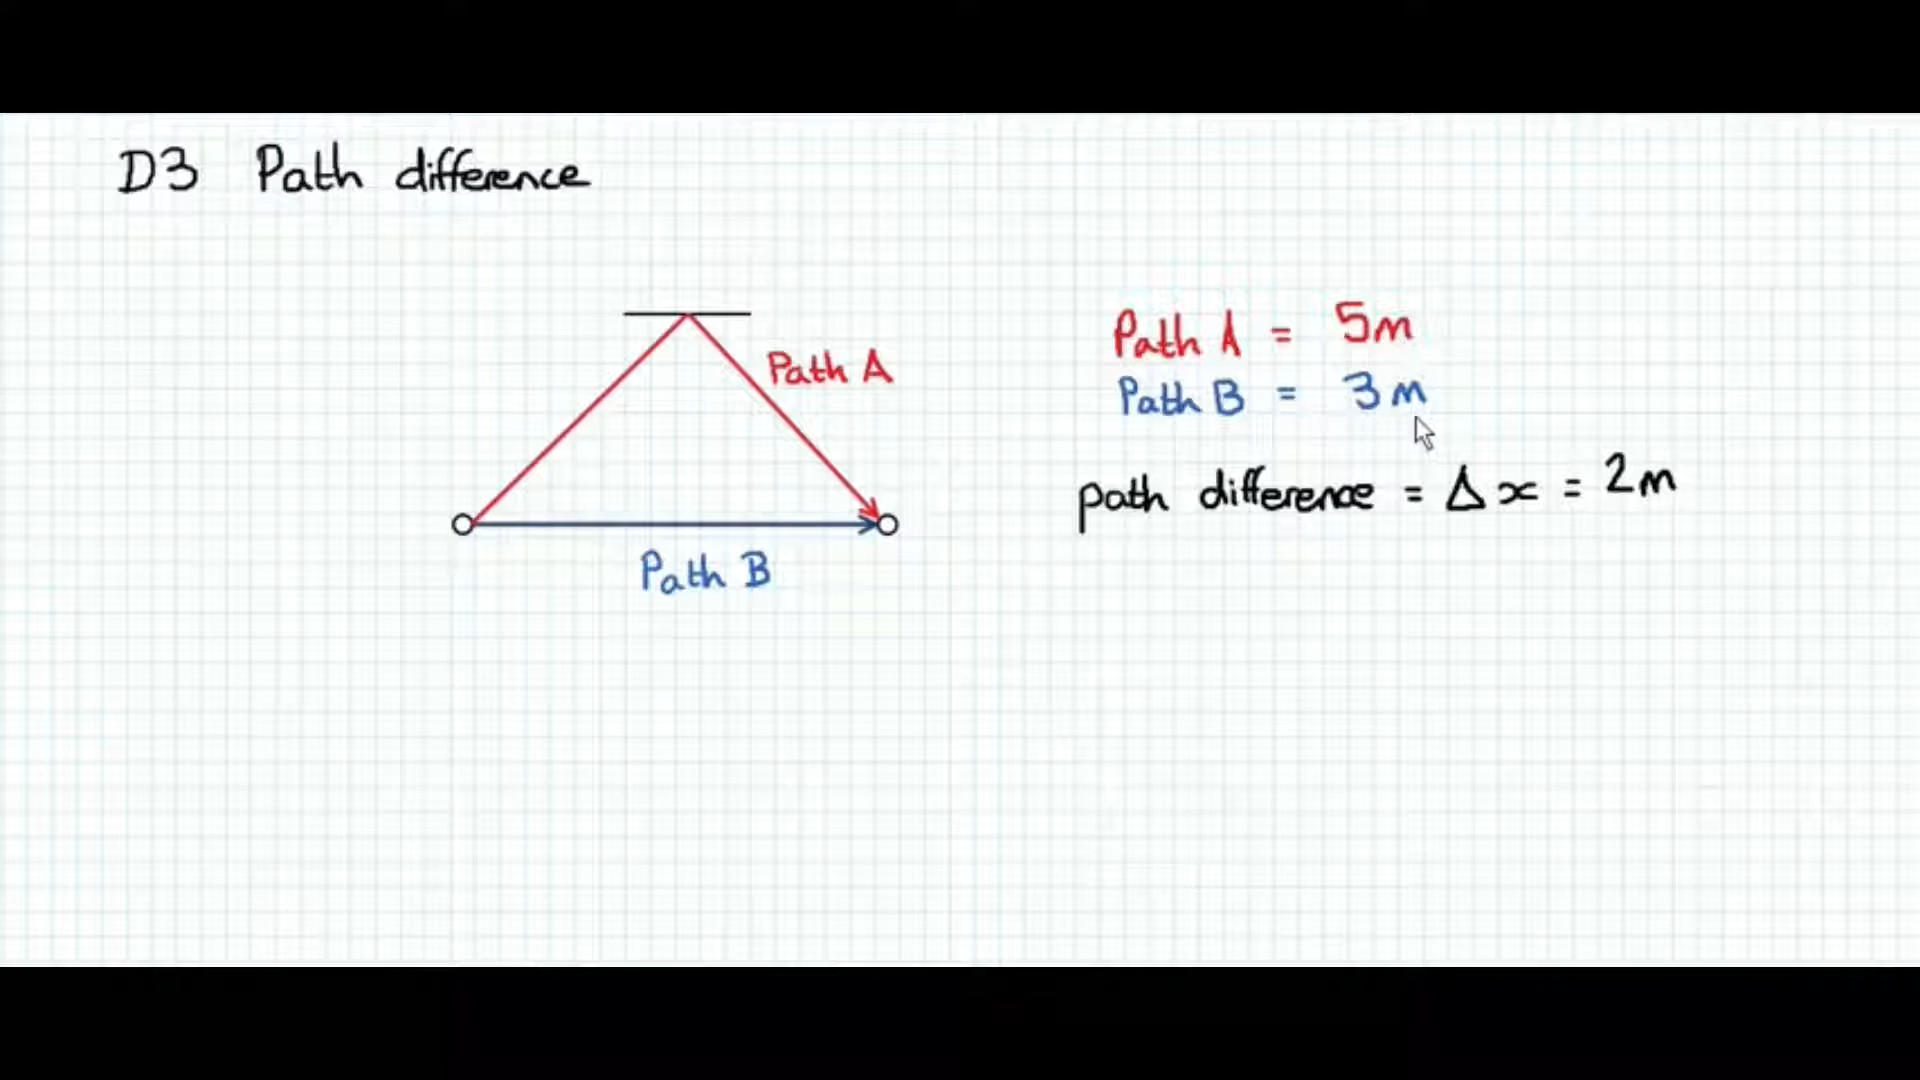 D3 Path difference
Path A
Path B
Path A = 5m
Path B = 3m
path difference = Δx = 2m